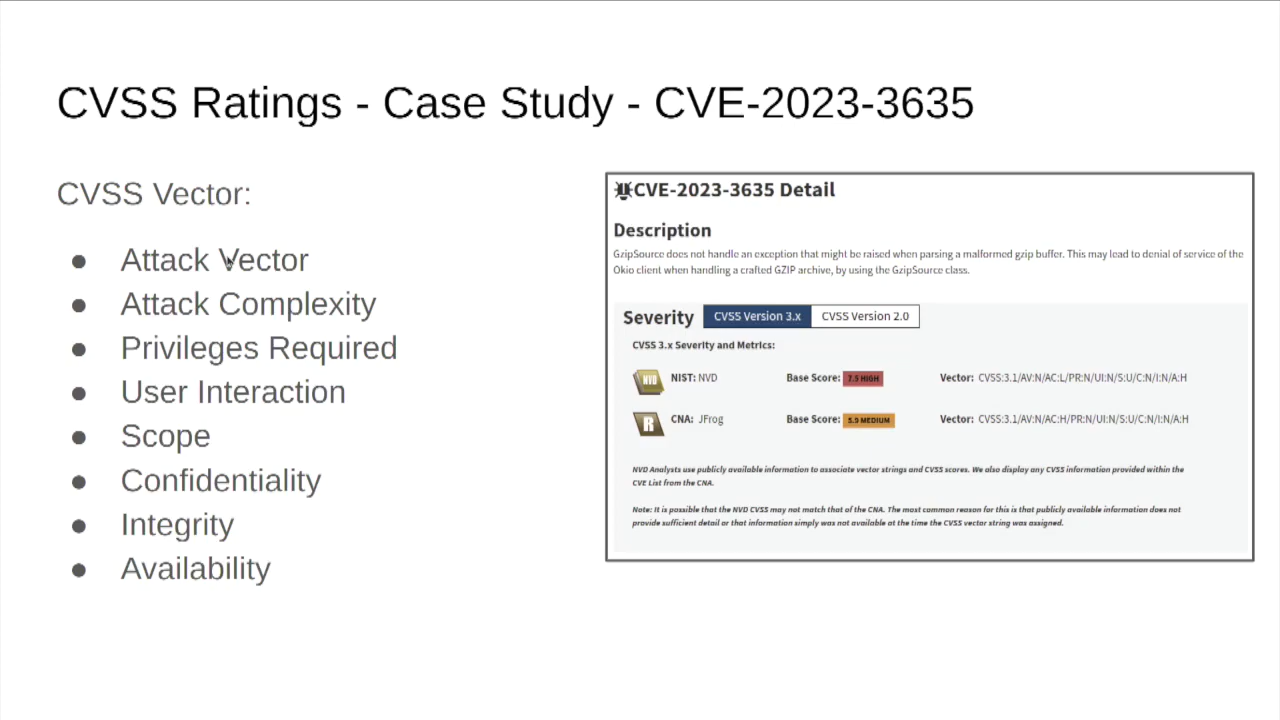 CVSS Ratings - Case Study - CVE-2023-3635
CVSS Vector:
● Attack Vector
● Attack Complexity
● Privileges Required
● User Interaction
● Scope
● Confidentiality
● Integrity
● Availability
CVE-2023-3635 Detail
Description
GzipSource does not handle an exception that might be raised when parsing a malformed gzip buffer. This may lead to denial of service of the
Okio client when handling a crafted GZIP archive, by using the GzipSource class.
Severity CVSS Version 3.x CVSS Version 2.0
CVSS 3.x Severity and Metrics:
NVD NIST: NVD Base Score: 7.5 HIGH Vector: CVSS:3.1/AV:N/AC:L/PR:N/UI:N/S:U/C:N/I:N/A:H
R CNA: JFrog Base Score: 5.9 MEDIUM Vector: CVSS:3.1/AV:N/AC:H/PR:N/UI:N/S:U/C:N/I:N/A:H
NVD Analysts use publicly available information to associate vector strings and CVSS scores. We also display any CVSS information provided within the
CVE List from the CNA.
Note: It is possible that the NVD CVSS may not match that of the CNA. The most common reason for this is that publicly available information does not
provide sufficient detail or that information simply was not available at the time the CVSS vector string was assigned.